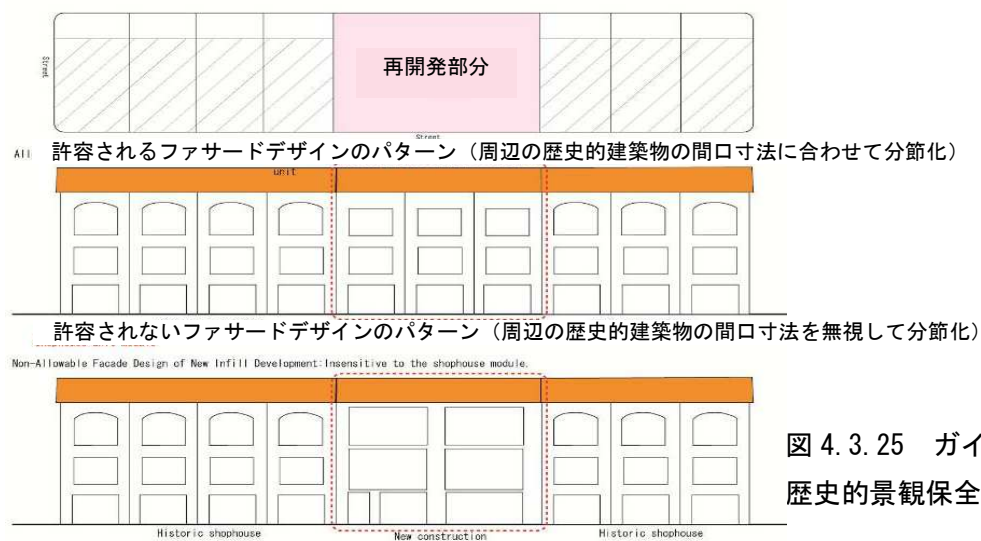 Street
再開発部分
Street
All
許容されるファサードデザインのパターン（周辺の歴史的建築物の間口寸法に合わせて分節化）
unit
許容されないファサードデザインのパターン（周辺の歴史的建築物の間口寸法を無視して分節化）
Non-Allowable Facade Design of New Infill Development:Insensitive to the shophouse module.
図 4.3.25 ガイ
歴史的景観保全
Historic shophouse
New construction
Historic shophouse